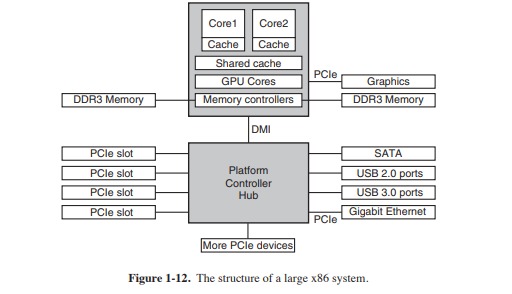 Core1 Core2
Cache Cache
Shared cache
GPU Cores
PCIe
Graphics
DDR3 Memory
Memory controllers
DDR3 Memory
DMI
PCIe slot
PCIe slot
PCIe slot
PCIe slot
Platform
Controller
Hub
SATA
USB 2.0 ports
USB 3.0 ports
Gigabit Ethernet
PCIe
More PCIe devices
Figure 1-12. The structure of a large x86 system.